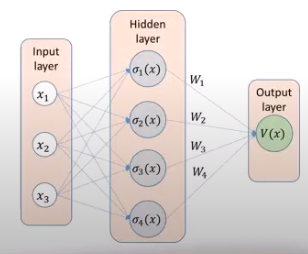 Input
layer
x₁
x₂
x₃
Hidden
layer
σ₁(x)
σ₂(x)
σ₃(x)
σ₄(x)
W₁
W₂
W₃
W₄
Output
layer
V(x)